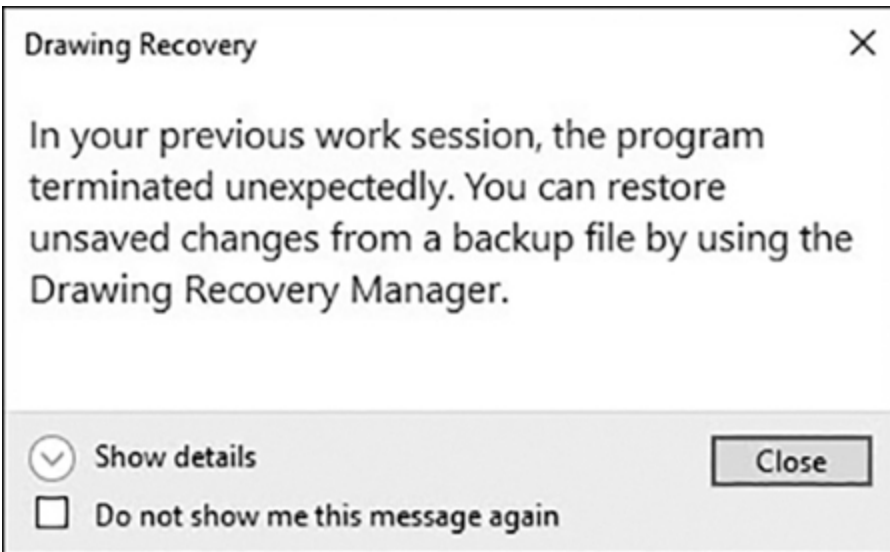 Drawing Recovery
In your previous work session, the program
terminated unexpectedly. You can restore
unsaved changes from a backup file by using the
Drawing Recovery Manager.
Show details
Close
Do not show me this message again